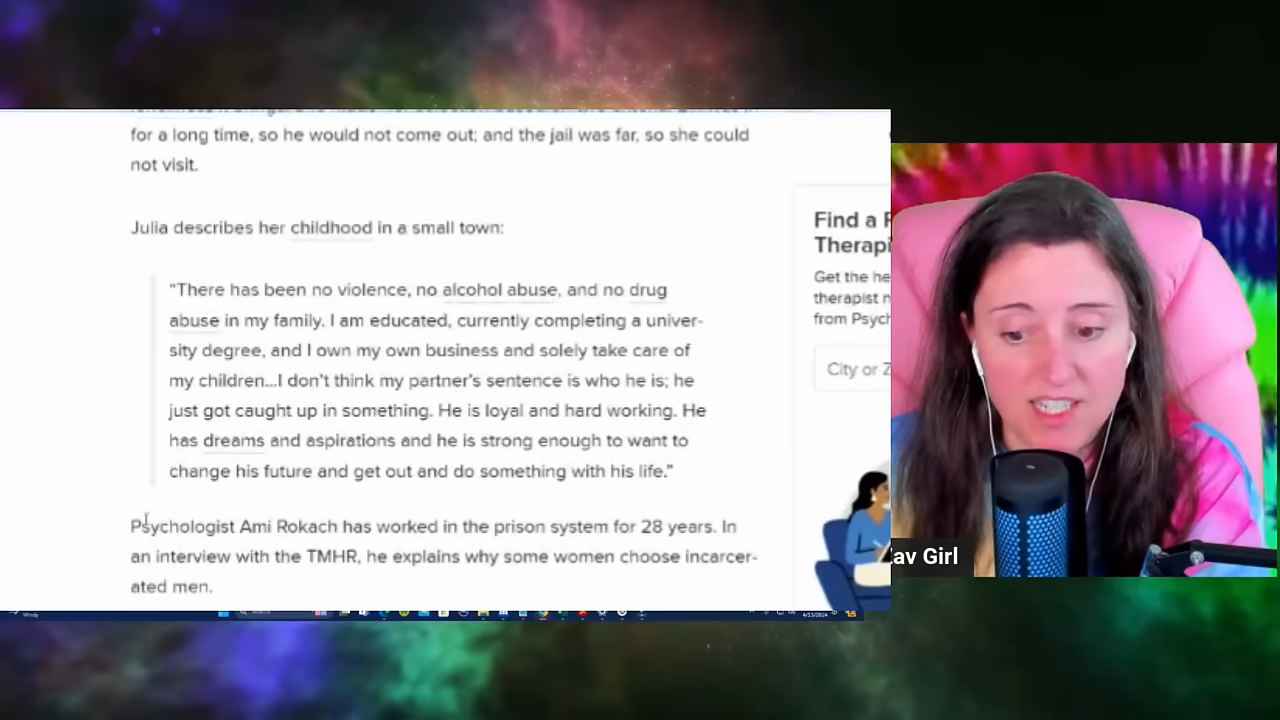 for a long time, so he would not come out; and the jail was far, so she could
not visit.
Julia describes her childhood in a small town:
“There has been no violence, no alcohol abuse, and no drug
abuse in my family. I am educated, currently completing a univer-
sity degree, and I own my own business and solely take care of
my children...I don’t think my partner’s sentence is who he is; he
just got caught up in something. He is loyal and hard working. He
has dreams and aspirations and he is strong enough to want to
change his future and get out and do something with his life.”
Psychologist Ami Rokach has worked in the prison system for 28 years. In
an interview with the TMHR, he explains why some women choose incarcer-
ated men.
Find a
Therapi
Get the he
therapist n
from Psych
City or Z
av Girl
Windy
Search
4/13/2024